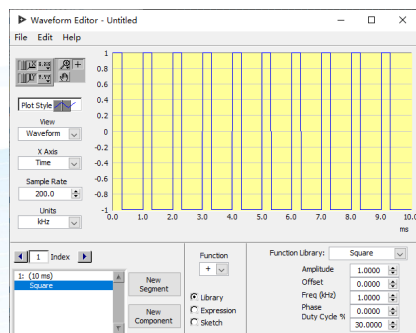 Waveform Editor - Untitled
File Edit Help
Plot Style
View
Waveform
X Axis
Time
Sample Rate
200.0
Units
kHz
1
0.8
0.6
0.4
0.2
0
-0.2
-0.4
-0.6
-0.8
-1
0.0 1.0 2.0 3.0 4.0 5.0 6.0 7.0 8.0 9.0 10.0
ms
1 Index
1: (10 ms)
Square
New Segment
New Component
Function
+
Library
Expression
Sketch
Function Library: Square
Amplitude 1.0000
Offset 0.0000
Freq (kHz) 1.0000
Phase 0.0000
Duty Cycle % 30.0000